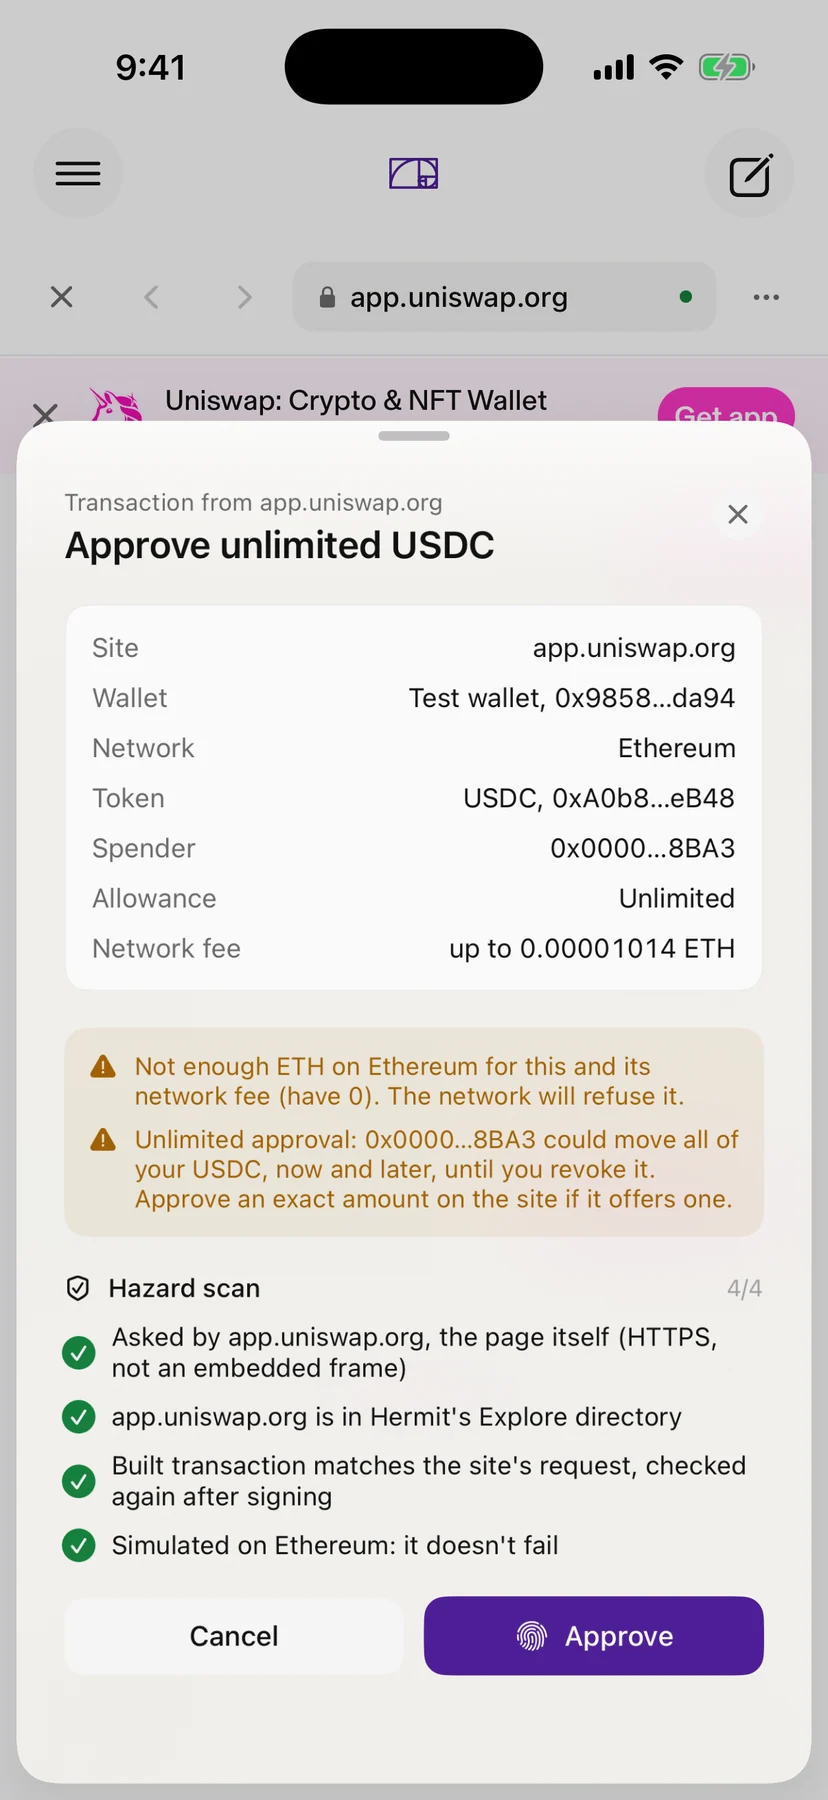 9:41
app.uniswap.org
Uniswap: Crypto & NFT Wallet
Get app
Transaction from app.uniswap.org
Approve unlimited USDC
Site app.uniswap.org
Wallet Test wallet, 0x9858...da94
Network Ethereum
Token USDC, 0xA0b8...eB48
Spender 0x0000...8BA3
Allowance Unlimited
Network fee up to 0.00001014 ETH
Not enough ETH on Ethereum for this and its
network fee (have 0). The network will refuse it.
Unlimited approval: 0x0000...8BA3 could move all of
your USDC, now and later, until you revoke it.
Approve an exact amount on the site if it offers one.
Hazard scan 4/4
Asked by app.uniswap.org, the page itself (HTTPS,
not an embedded frame)
app.uniswap.org is in Hermit's Explore directory
Built transaction matches the site's request, checked
again after signing
Simulated on Ethereum: it doesn't fail
Cancel Approve